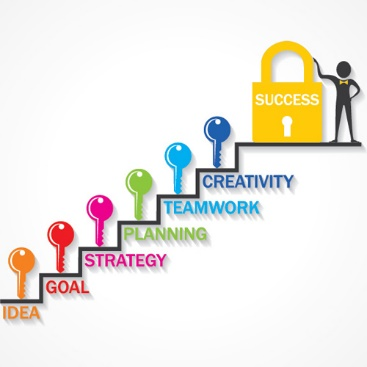 SUCCESS
CREATIVITY
TEAMWORK
PLANNING
STRATEGY
GOAL
IDEA